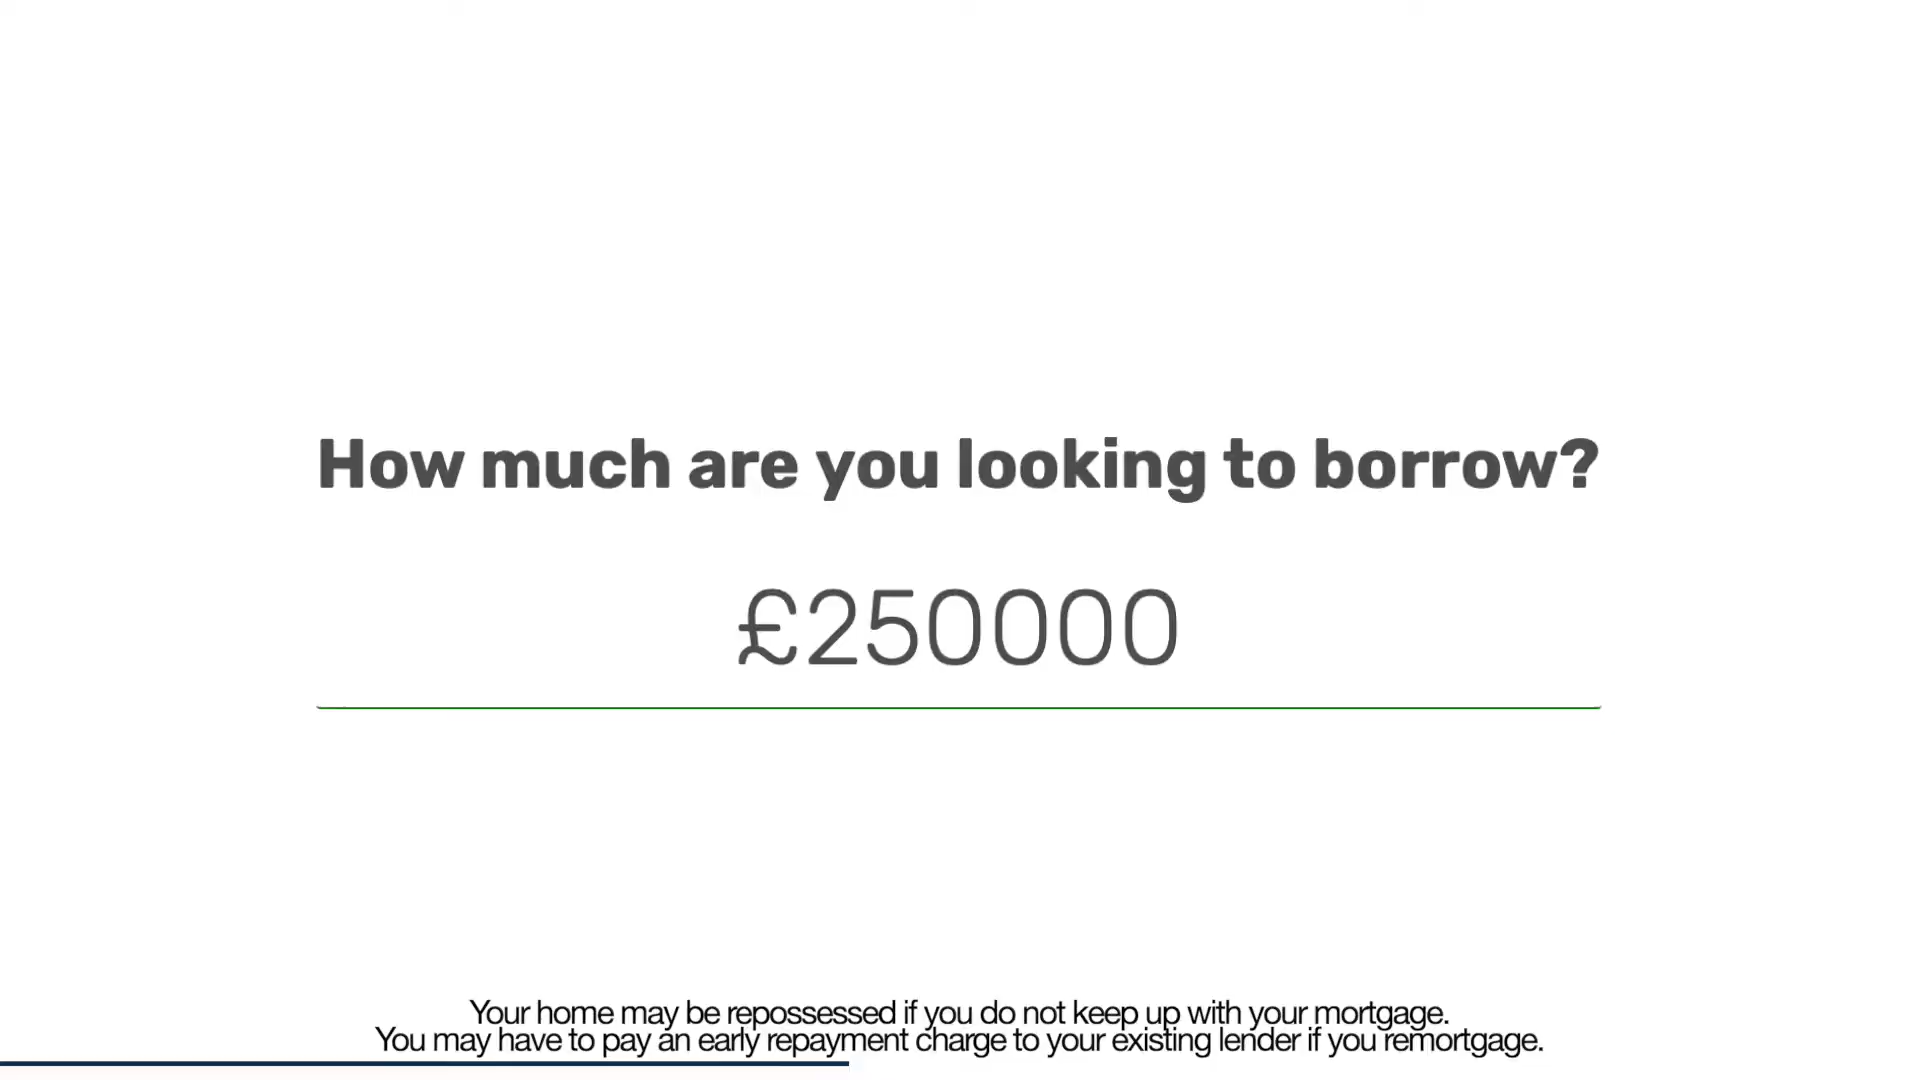 How much are you looking to borrow?
£250000
Your home may be repossessed if you do not keep up with your mortgage.
You may have to pay an early repayment charge to your existing lender if you remortgage.